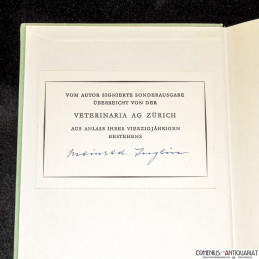 VOM AUTOR SIGNIERTE SONDERAUSGABE
ÜBERREICHT VON DER
VETERINARIA AG ZÜRICH
AUS ANLASS IHRES VIERZIGJÄHRIGEN
BESTEHENS
Meinrad Inglin
COMENIUS-ANTIQUARIAT